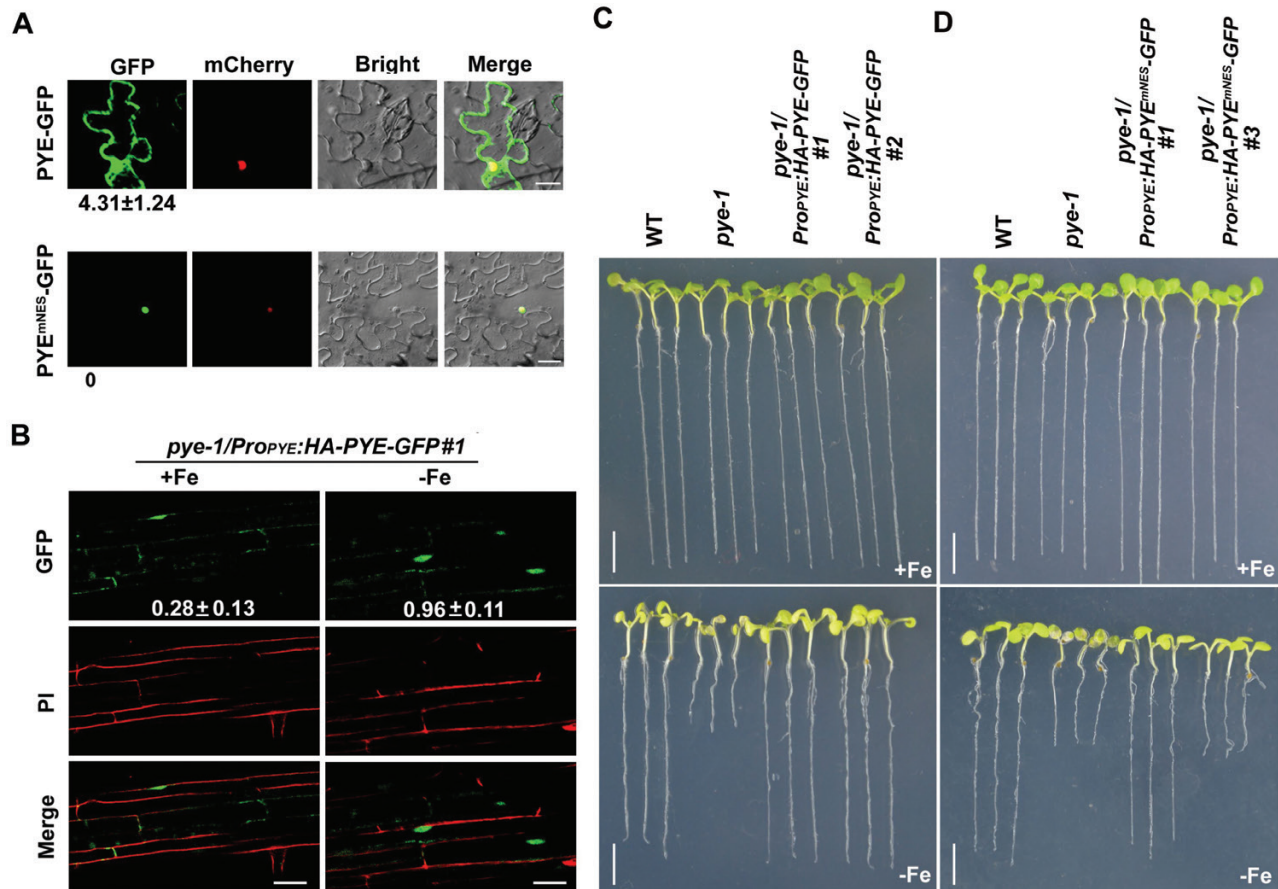 A
GFP mCherry Bright Merge
PYE-GFP
4.31±1.24
PYEmNES-GFP
0
B
pye-1/ProPYE:HA-PYE-GFP#1
+Fe -Fe
GFP
0.28±0.13 0.96±0.11
PI
Merge
C
WT
pye-1
pye-1/
ProPYE:HA-PYE-GFP
#1
pye-1/
ProPYE:HA-PYE-GFP
#2
+Fe
-Fe
D
WT
pye-1
pye-1/
ProPYE:HA-PYEmNES-GFP
#1
pye-1/
ProPYE:HA-PYEmNES-GFP
#3
+Fe
-Fe